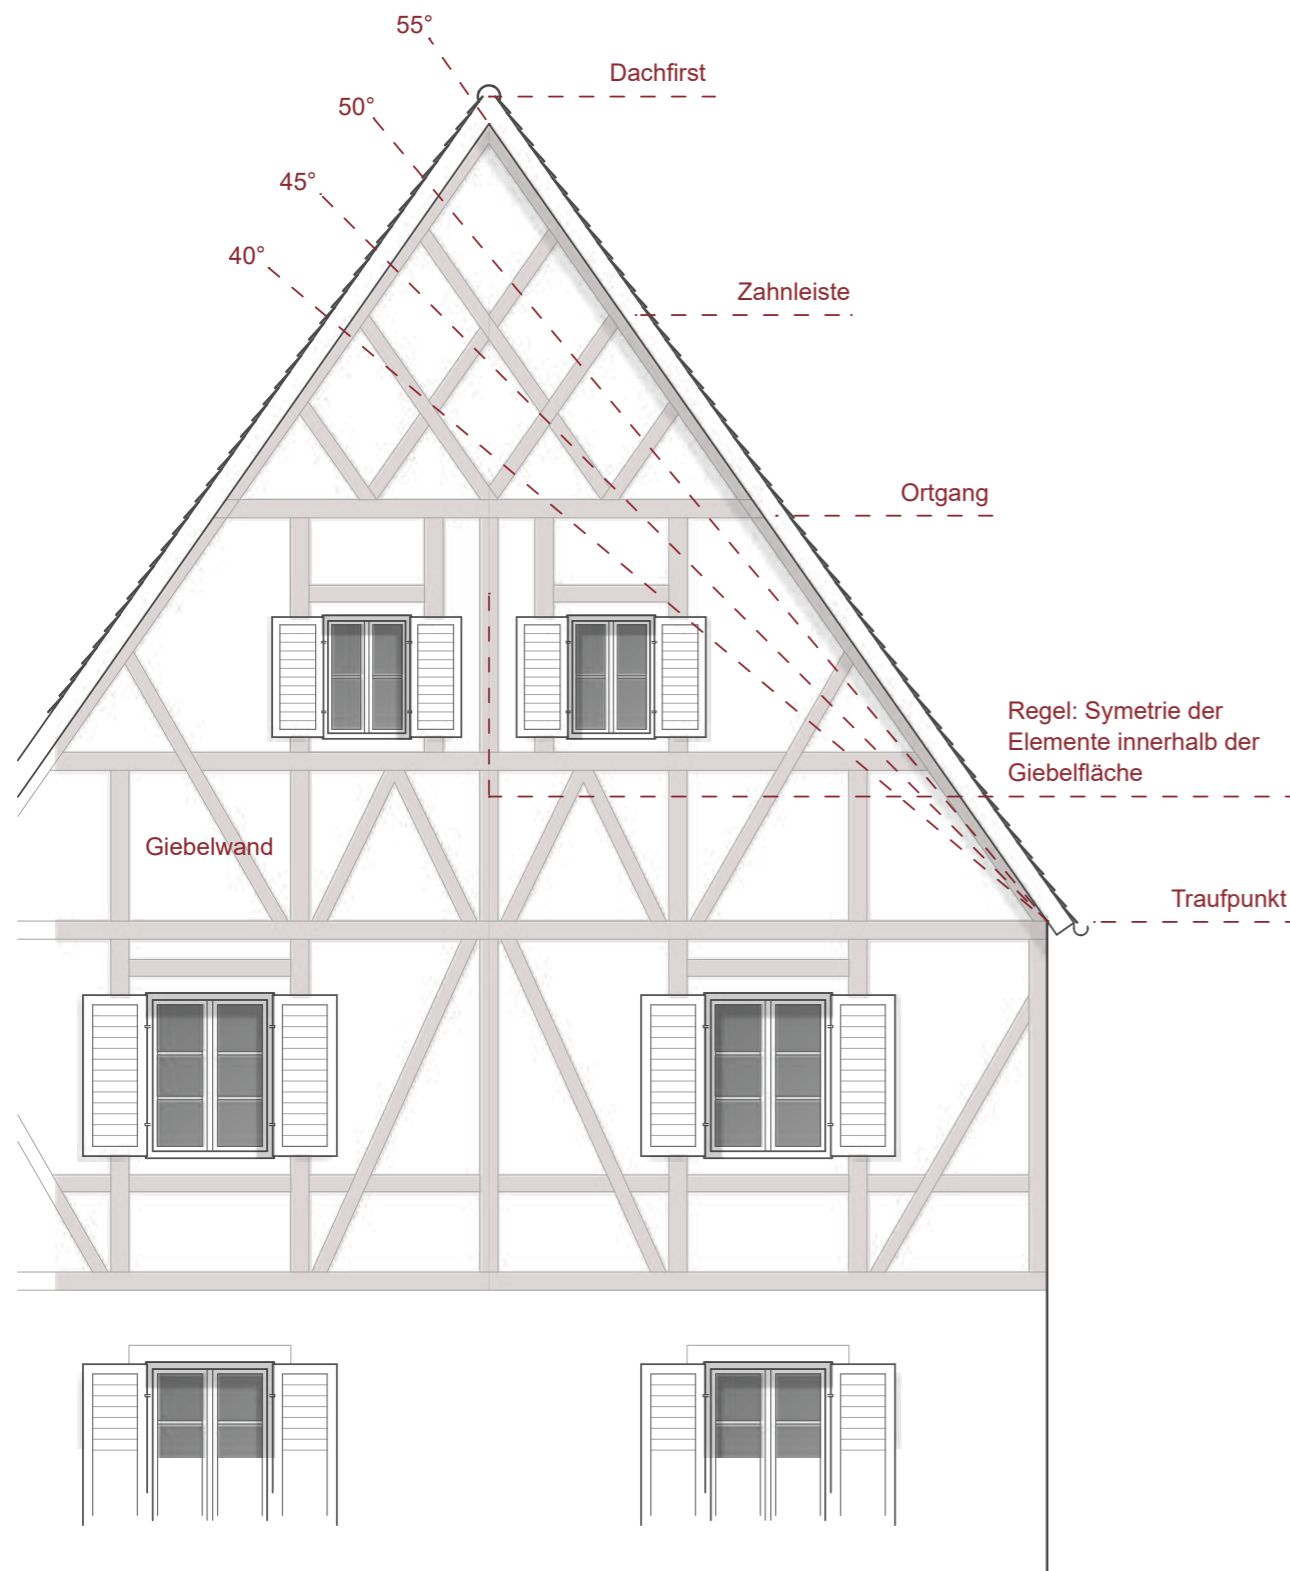 55°
Dachfirst
50°
45°
40°
Zahnleiste
Ortgang
Regel: Symetrie der
Elemente innerhalb der
Giebelfläche
Giebelwand
Traufpunkt